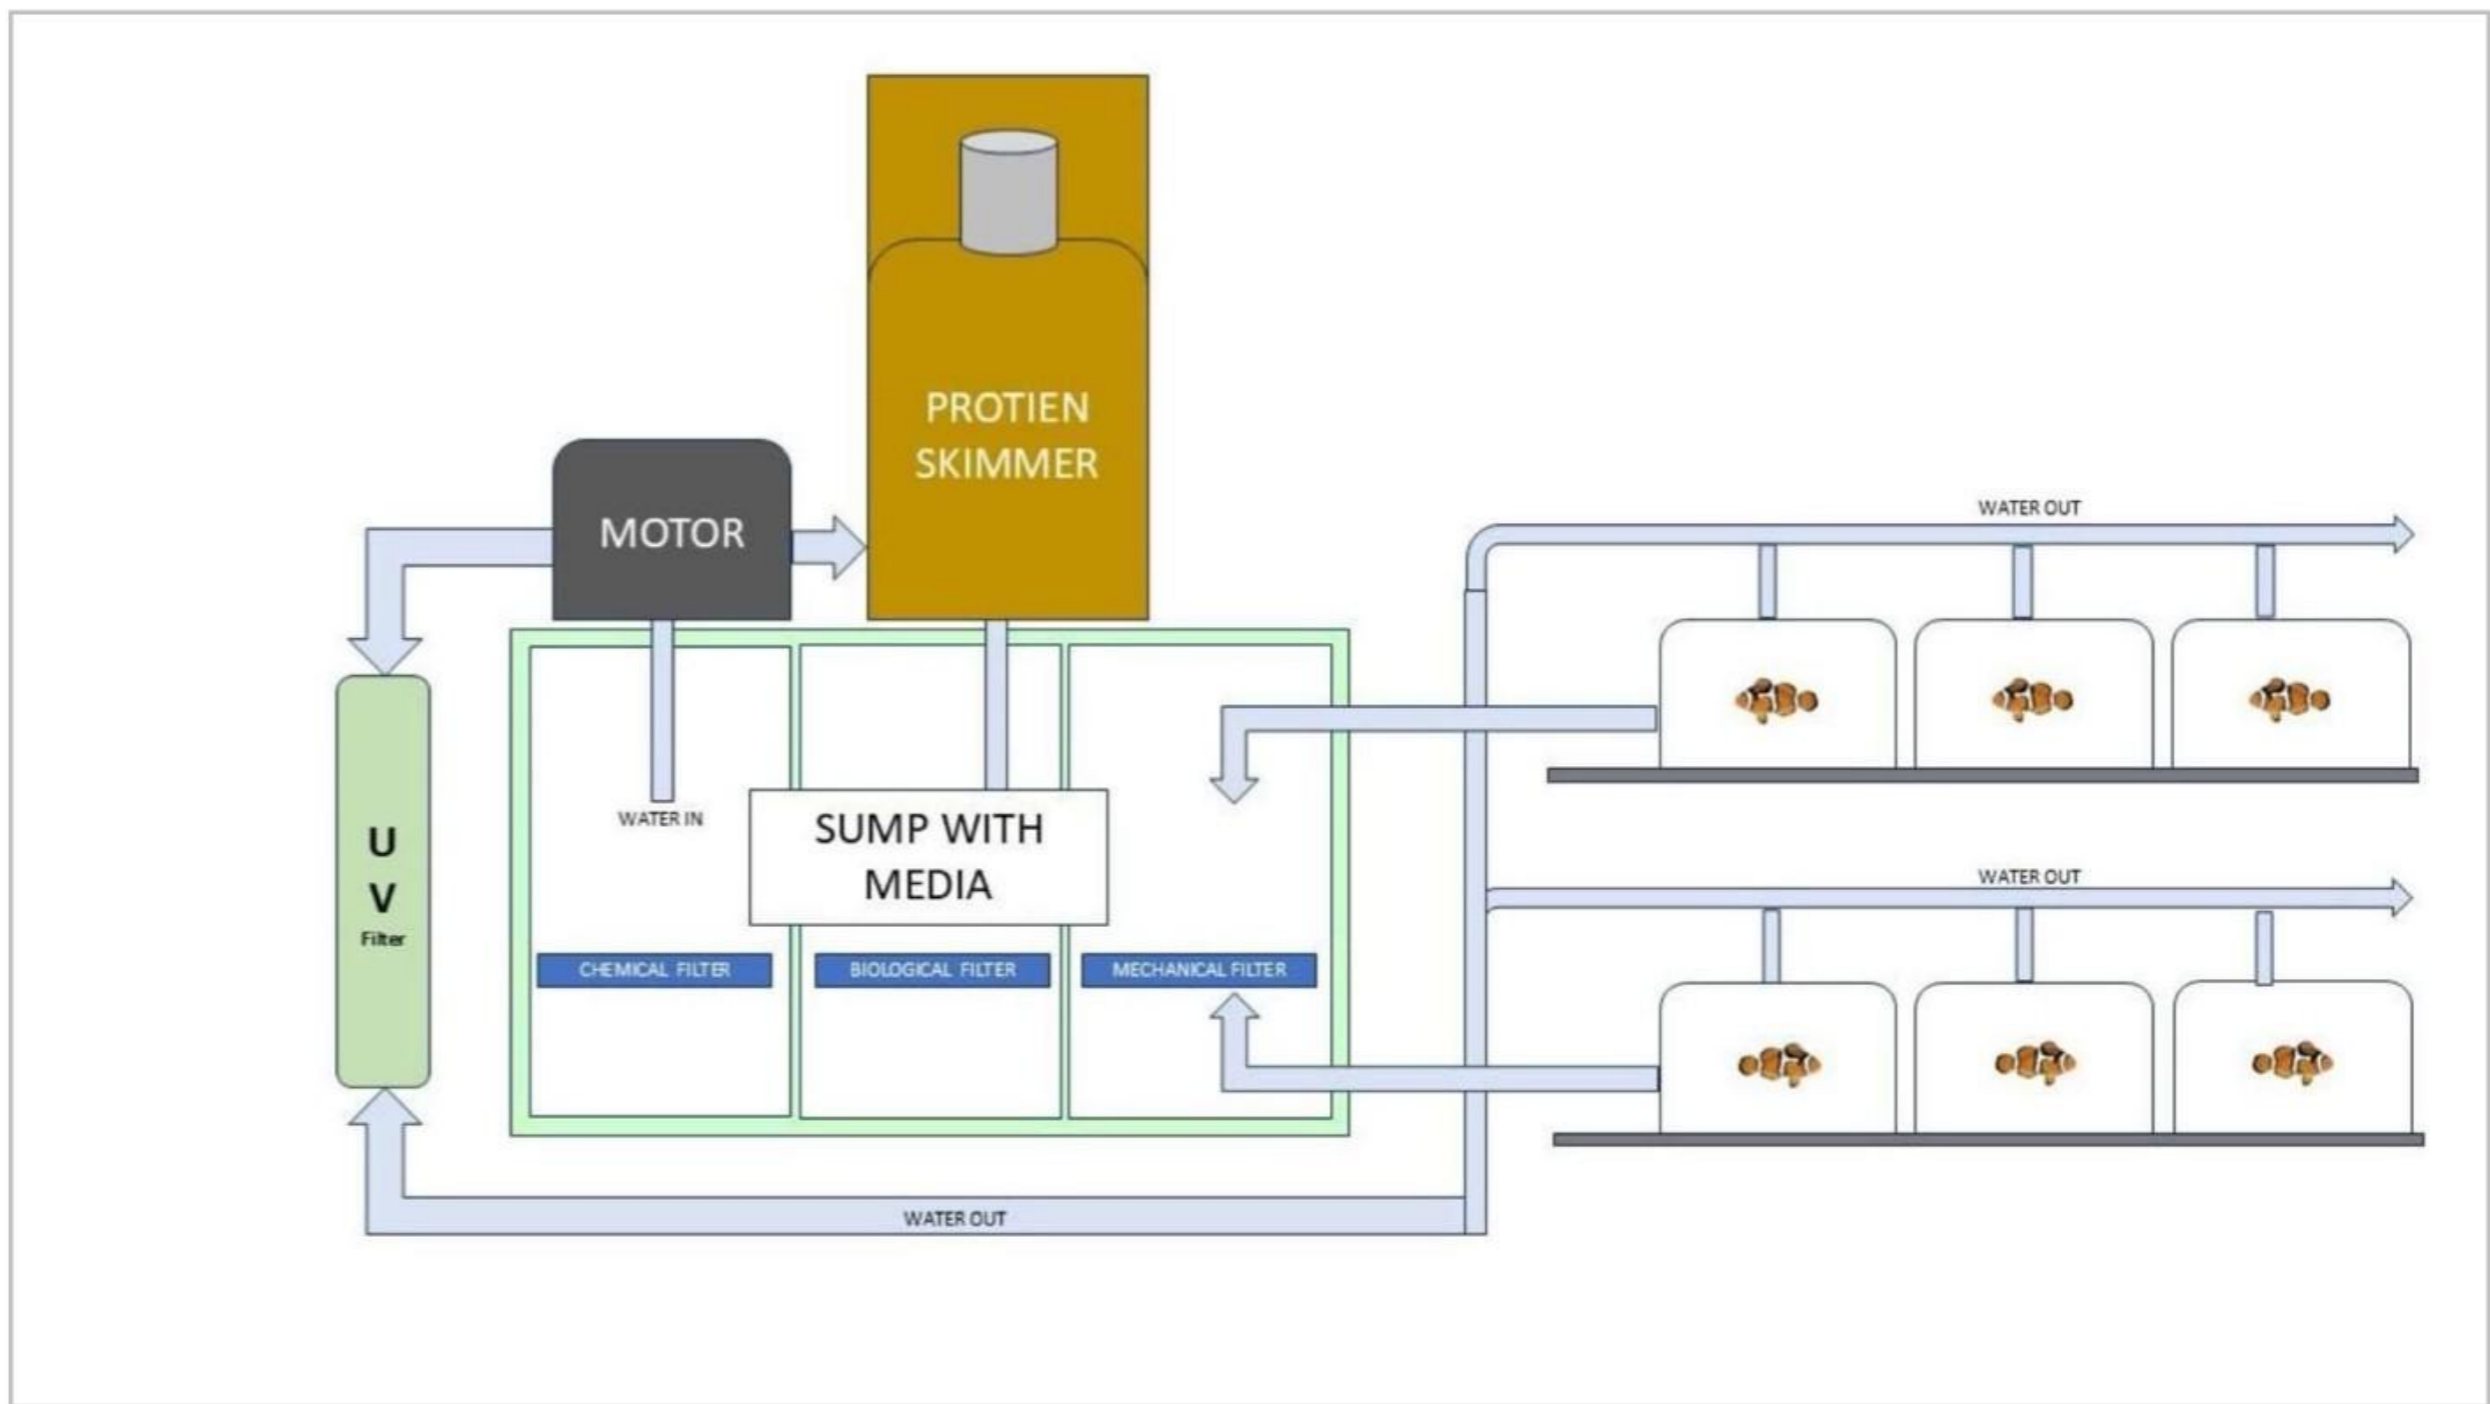 PROTIEN
SKIMMER
MOTOR
WATER OUT
WATER IN
SUMP WITH
MEDIA
U
V
Filter
WATER OUT
CHEMICAL FILTER
BIOLOGICAL FILTER
MECHANICAL FILTER
WATER OUT